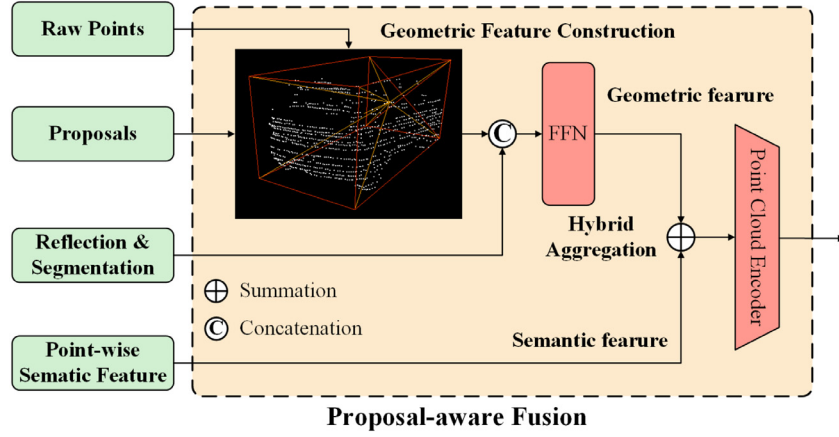 Raw Points
Geometric Feature Construction
Proposals
C
FFN
Geometric fearure
Point Cloud Encoder
Reflection &
Segmentation
Hybrid
Aggregation
Summation
C Concatenation
Point-wise
Sematic Feature
Semantic fearure
Proposal-aware Fusion